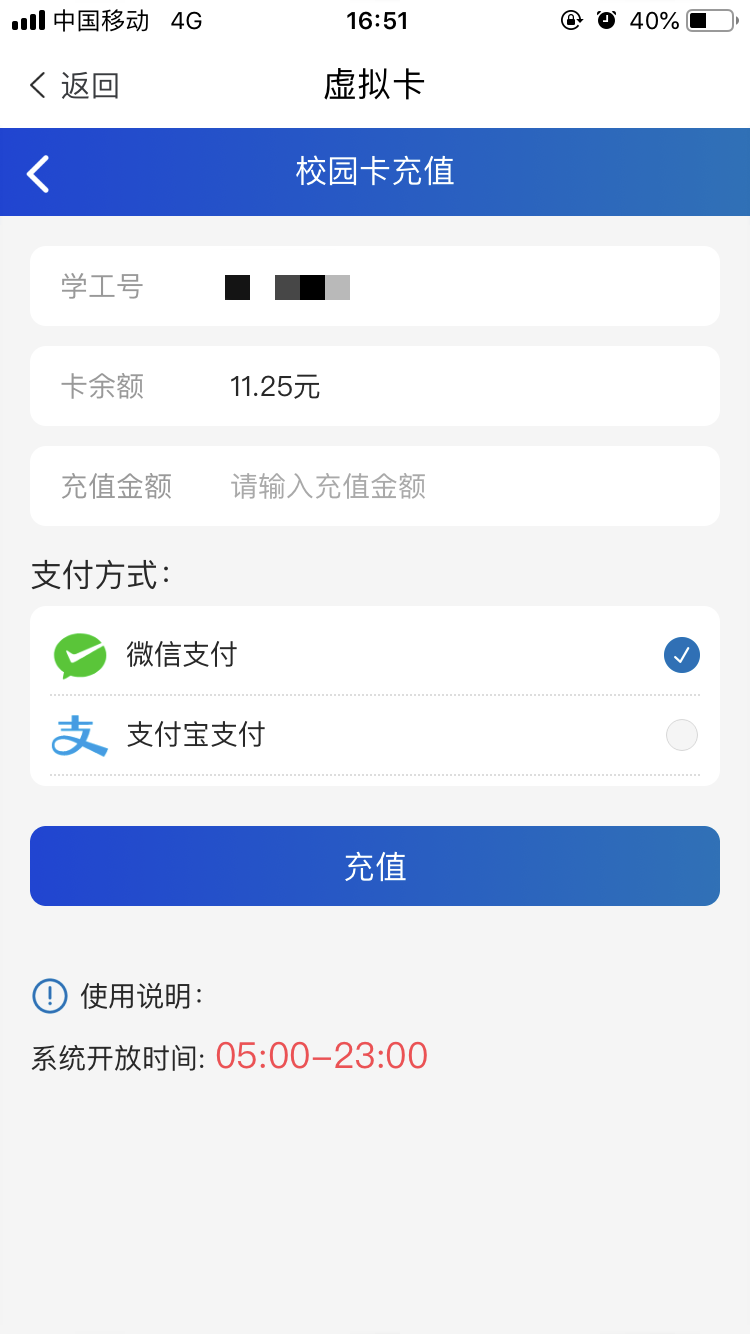 中国移动 4G 16:51 40%
返回 虚拟卡
校园卡充值
学工号
卡余额 11.25元
充值金额 请输入充值金额
支付方式:
微信支付
支 支付宝支付
充值
使用说明:
系统开放时间: 05:00–23:00